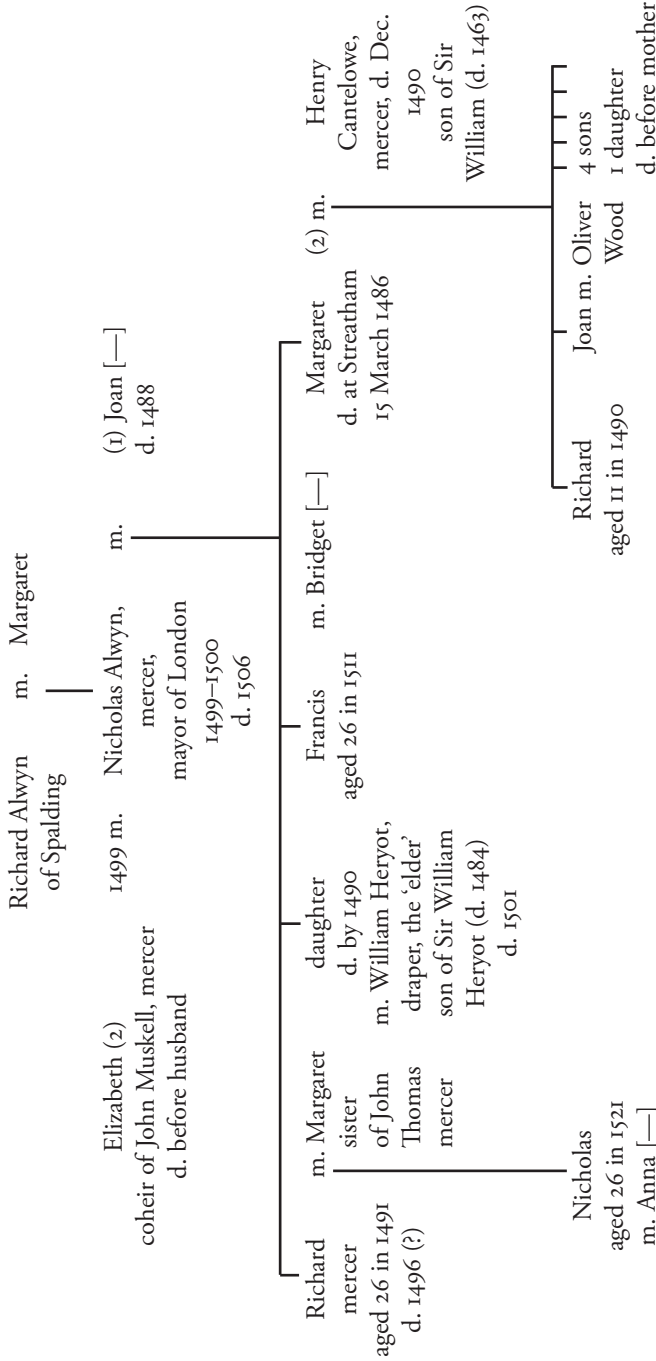 Richard Alwyn m. Margaret
of Spalding
Elizabeth (2) 1499 m. Nicholas Alwyn, m. (1) Joan [—]
coheir of John Muskell, mercer mercer, d. 1488
d. before husband mayor of London
1499–1500
d. 1506
Richard m. Margaret daughter Francis m. Bridget [—] Margaret (2) m. Henry
mercer sister d. by 1490 aged 26 in 1511 d. at Streatham Cantelowe,
aged 26 in 1491 of John m. William Heryot, 15 March 1486 mercer, d. Dec.
d. 1496 (?) Thomas draper, the ‘elder’ 1490
mercer son of Sir William son of Sir
Heryot (d. 1484) William (d. 1463)
d. 1501
Nicholas Richard Joan m. Oliver 4 sons
aged 26 in 1521 aged 11 in 1490 Wood 1 daughter
m. Anna [—] d. before mother